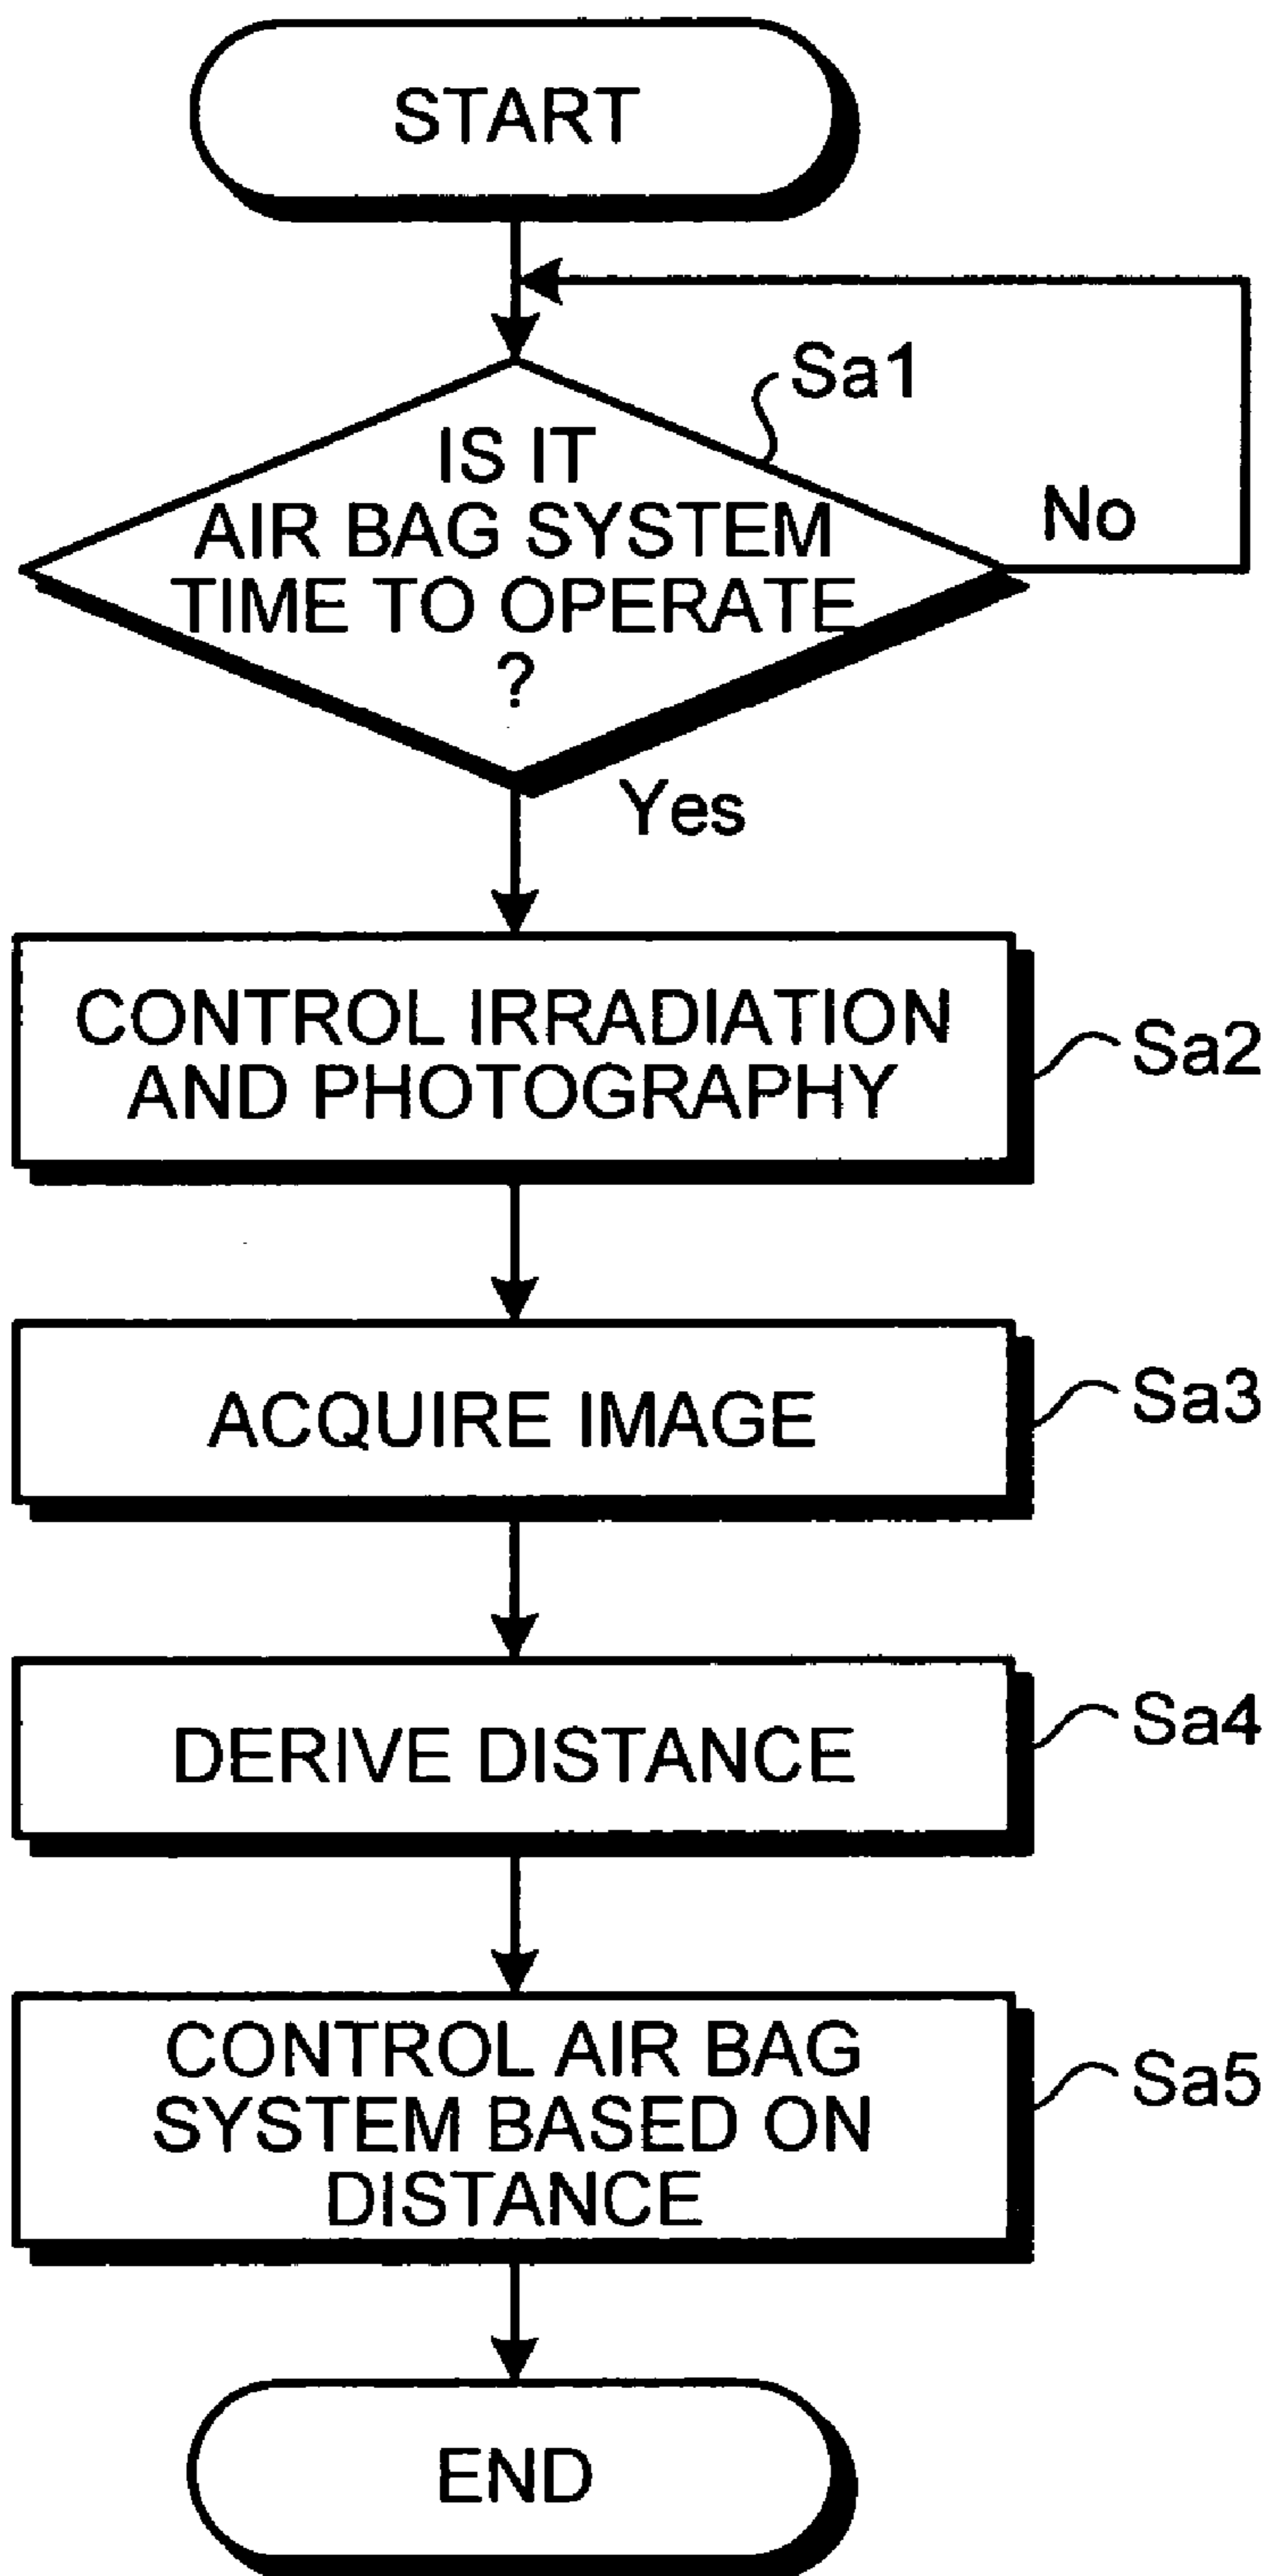 START
Sa1
IS IT
AIR BAG SYSTEM
TIME TO OPERATE
?
No
Yes
CONTROL IRRADIATION
AND PHOTOGRAPHY
Sa2
ACQUIRE IMAGE
Sa3
DERIVE DISTANCE
Sa4
CONTROL AIR BAG
SYSTEM BASED ON
DISTANCE
Sa5
END